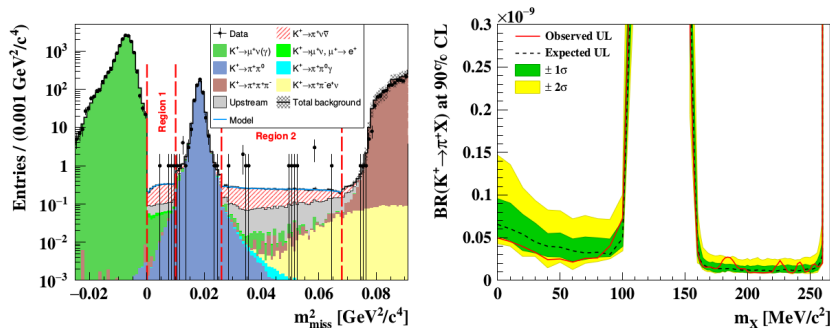 Entries / (0.001 GeV²/c⁴)
10³
10²
10
1
10⁻¹
10⁻²
10⁻³
Data
K⁺→π⁺νν̄
K⁺→μ⁺ν(γ)
K⁺→μ⁺ν, μ⁺→ e⁺
K⁺→π⁺π⁰
K⁺→π⁺π⁰γ
K⁺→π⁺π⁺π⁻
K⁺→π⁺π⁻e⁺ν
Upstream
Total background
Model
Region 1
Region 2
−0.02 0 0.02 0.04 0.06 0.08
m²miss [GeV²/c⁴]
BR(K⁺→π⁺X) at 90% CL
×10⁻⁹
0.3
0.25
0.2
0.15
0.1
0.05
0.00
Observed UL
Expected UL
± 1σ
± 2σ
0 50 100 150 200 250
mX [MeV/c²]